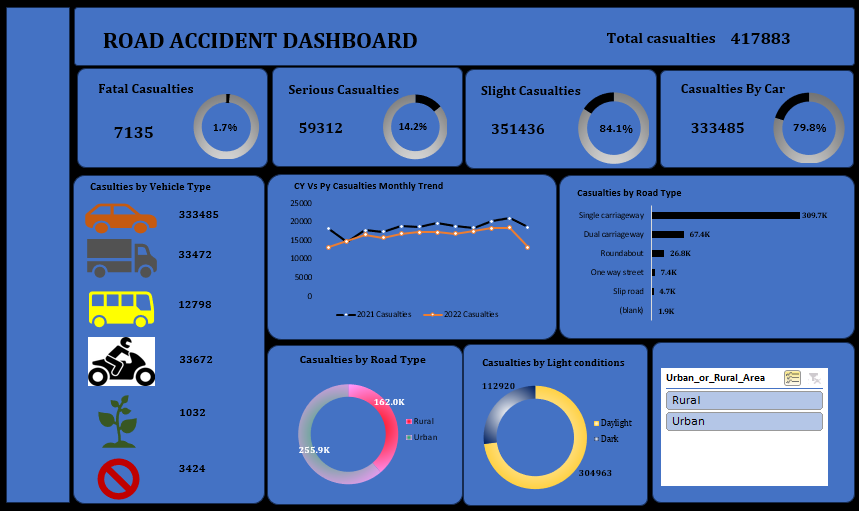 ROAD ACCIDENT DASHBOARD
Total casualties 417883
Fatal Casualties
7135
1.7%
Serious Casualties
59312
14.2%
Slight Casualties
351436
84.1%
Casualties By Car
333485
79.8%
Casulties by Vehicle Type
333485
33472
12798
33672
1032
3424
CY Vs Py Casualties Monthly Trend
25000
20000
15000
10000
5000
0
2021 Casualties
2022 Casualties
Casualties by Road Type
Single carriageway 309.7K
Dual carriageway 67.4K
Roundabout 26.8K
One way street 7.4K
Slip road 4.7K
(blank) 1.9K
Casualties by Road Type
162.0K
255.9K
Rural
Urban
Casualties by Light conditions
112920
304963
Daylight
Dark
Urban_or_Rural_Area
Rural
Urban